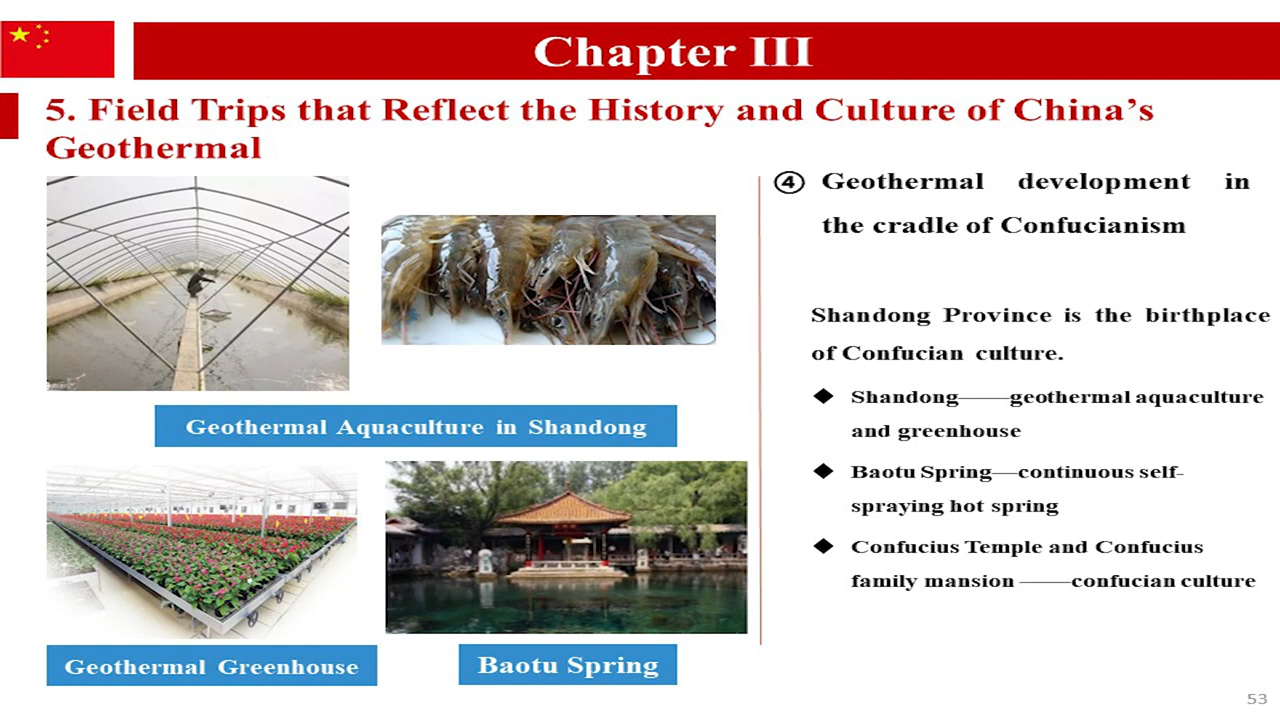 Chapter III
5. Field Trips that Reflect the History and Culture of China’s
Geothermal
Geothermal Aquaculture in Shandong
Geothermal Greenhouse
Baotu Spring
④ Geothermal development in
the cradle of Confucianism
Shandong Province is the birthplace
of Confucian culture.
◆ Shandong——geothermal aquaculture
and greenhouse
◆ Baotu Spring—continuous self-
spraying hot spring
◆ Confucius Temple and Confucius
family mansion ——confucian culture
53